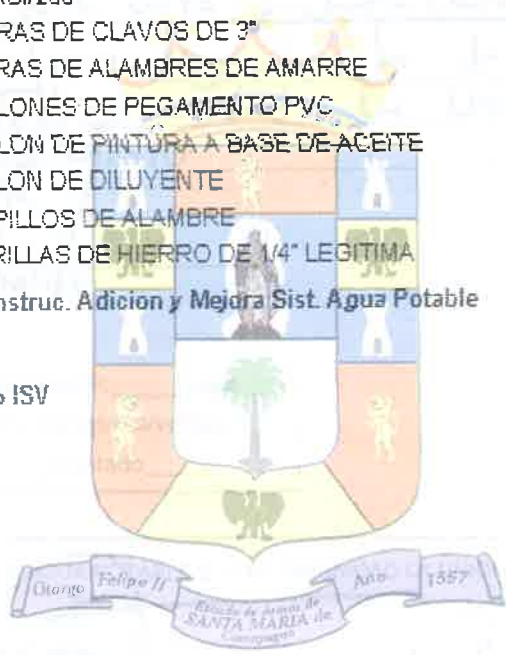 RAS DE CLAVOS DE 3"
RAS DE ALAMBRES DE AMARRE
LONES DE PEGAMENTO PVC
LON DE PINTURA A BASE DE ACEITE
LON DE DILUYENTE
PILLOS DE ALAMBRE
RILLAS DE HIERRO DE 1/4" LEGITIMA
nstruc. Adicion y Mejora Sist. Agua Potable
ISV
Otorgo Felipe II Año 1557
Escudo de Armas de
SANTA MARIA de
Comayagua